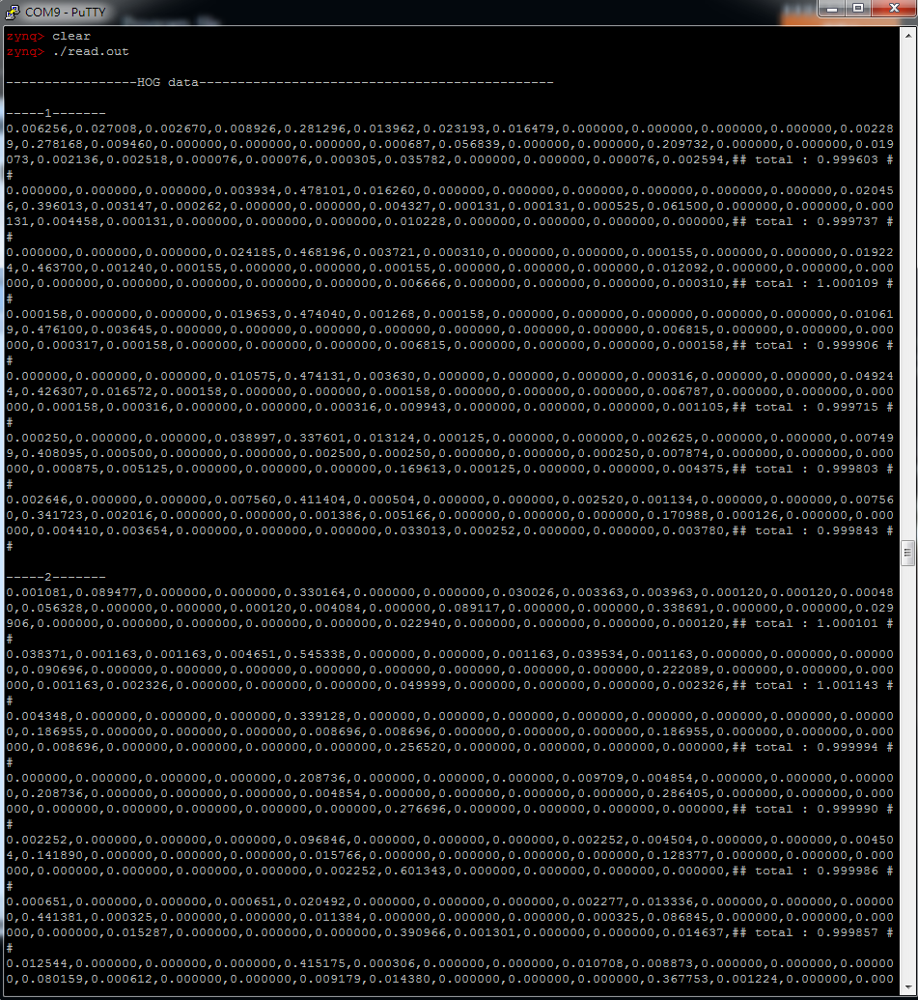 COM9 - PuTTY
zynq> clear
zynq> ./read.out
-----------------HOG data----------------------------------------------
-----1-------
0.006256,0.027008,0.002670,0.008926,0.281296,0.013962,0.023193,0.016479,0.000000,0.000000,0.000000,0.000000,0.00228
9,0.278168,0.009460,0.000000,0.000000,0.000000,0.000687,0.056839,0.000000,0.000000,0.209732,0.000000,0.000000,0.019
073,0.002136,0.002518,0.000076,0.000076,0.000305,0.035782,0.000000,0.000000,0.000076,0.002594,## total : 0.999603 #
#
0.000000,0.000000,0.000000,0.003934,0.478101,0.016260,0.000000,0.000000,0.000000,0.000000,0.000000,0.000000,0.02045
6,0.396013,0.003147,0.000262,0.000000,0.000000,0.004327,0.000131,0.000131,0.000525,0.061500,0.000000,0.000000,0.000
131,0.004458,0.000131,0.000000,0.000000,0.000000,0.010228,0.000000,0.000000,0.000000,0.000000,## total : 0.999737 #
#
0.000000,0.000000,0.000000,0.024185,0.468196,0.003721,0.000310,0.000000,0.000000,0.000155,0.000000,0.000000,0.01922
4,0.463700,0.001240,0.000155,0.000000,0.000000,0.000155,0.000000,0.000000,0.000000,0.012092,0.000000,0.000000,0.000
000,0.000000,0.000000,0.000000,0.000000,0.000000,0.006666,0.000000,0.000000,0.000000,0.000310,## total : 1.000109 #
#
0.000158,0.000000,0.000000,0.019653,0.474040,0.001268,0.000158,0.000000,0.000000,0.000000,0.000000,0.000000,0.01061
9,0.476100,0.003645,0.000000,0.000000,0.000000,0.000000,0.000000,0.000000,0.000000,0.006815,0.000000,0.000000,0.000
000,0.000317,0.000158,0.000000,0.000000,0.000000,0.006815,0.000000,0.000000,0.000000,0.000158,## total : 0.999906 #
#
0.000000,0.000000,0.000000,0.010575,0.474131,0.003630,0.000000,0.000000,0.000000,0.000316,0.000000,0.000000,0.04924
4,0.426307,0.016572,0.000158,0.000000,0.000000,0.000158,0.000000,0.000000,0.000000,0.006787,0.000000,0.000000,0.000
000,0.000158,0.000316,0.000000,0.000000,0.000316,0.009943,0.000000,0.000000,0.000000,0.001105,## total : 0.999715 #
#
0.000250,0.000000,0.000000,0.038997,0.337601,0.013124,0.000125,0.000000,0.000000,0.002625,0.000000,0.000000,0.00749
9,0.408095,0.000500,0.000000,0.000000,0.000000,0.002500,0.000250,0.000000,0.000250,0.007874,0.000000,0.000000,0.000
000,0.000875,0.005125,0.000000,0.000000,0.000000,0.169613,0.000125,0.000000,0.000000,0.004375,## total : 0.999803 #
#
0.002646,0.000000,0.000000,0.007560,0.411404,0.000504,0.000000,0.000000,0.002520,0.001134,0.000000,0.000000,0.00756
0,0.341723,0.002016,0.000000,0.000000,0.001386,0.005166,0.000000,0.000000,0.000000,0.170988,0.000126,0.000000,0.000
000,0.004410,0.003654,0.000000,0.000000,0.000000,0.033013,0.000252,0.000000,0.000000,0.003780,## total : 0.999843 #
#
-----2-------
0.001081,0.089477,0.000000,0.000000,0.330164,0.000000,0.000000,0.030026,0.003363,0.003963,0.000120,0.000120,0.00048
0,0.056328,0.000000,0.000000,0.000120,0.004084,0.000000,0.089117,0.000000,0.000000,0.338691,0.000000,0.000000,0.029
906,0.000000,0.000000,0.000000,0.000000,0.000000,0.022940,0.000000,0.000000,0.000000,0.000120,## total : 1.000101 #
#
0.038371,0.001163,0.001163,0.004651,0.545338,0.000000,0.000000,0.001163,0.039534,0.001163,0.000000,0.000000,0.00000
0,0.090696,0.000000,0.000000,0.000000,0.000000,0.000000,0.000000,0.000000,0.000000,0.222089,0.000000,0.000000,0.000
000,0.001163,0.002326,0.000000,0.000000,0.000000,0.049999,0.000000,0.000000,0.000000,0.002326,## total : 1.001143 #
#
0.004348,0.000000,0.000000,0.000000,0.339128,0.000000,0.000000,0.000000,0.000000,0.000000,0.000000,0.000000,0.00000
0,0.186955,0.000000,0.000000,0.000000,0.008696,0.008696,0.000000,0.000000,0.000000,0.186955,0.000000,0.000000,0.000
000,0.008696,0.000000,0.000000,0.000000,0.000000,0.256520,0.000000,0.000000,0.000000,0.000000,## total : 0.999994 #
#
0.000000,0.000000,0.000000,0.000000,0.208736,0.000000,0.000000,0.000000,0.009709,0.004854,0.000000,0.000000,0.00000
0,0.208736,0.000000,0.000000,0.000000,0.004854,0.000000,0.000000,0.000000,0.000000,0.286405,0.000000,0.000000,0.000
000,0.000000,0.000000,0.000000,0.000000,0.000000,0.276696,0.000000,0.000000,0.000000,0.000000,## total : 0.999990 #
#
0.002252,0.000000,0.000000,0.000000,0.096846,0.000000,0.000000,0.000000,0.002252,0.004504,0.000000,0.000000,0.00450
4,0.141890,0.000000,0.000000,0.000000,0.015766,0.000000,0.000000,0.000000,0.000000,0.128377,0.000000,0.000000,0.000
000,0.000000,0.000000,0.000000,0.000000,0.002252,0.601343,0.000000,0.000000,0.000000,0.000000,## total : 0.999986 #
#
0.000651,0.000000,0.000000,0.000651,0.020492,0.000000,0.000000,0.000000,0.002277,0.013336,0.000000,0.000000,0.00000
0,0.441381,0.000325,0.000000,0.000000,0.011384,0.000000,0.000000,0.000000,0.000325,0.086845,0.000000,0.000000,0.000
000,0.000000,0.015287,0.000000,0.000000,0.000000,0.390966,0.001301,0.000000,0.000000,0.014637,## total : 0.999857 #
#
0.012544,0.000000,0.000000,0.000000,0.415175,0.000306,0.000000,0.000000,0.010708,0.008873,0.000000,0.000000,0.00000
0,0.080159,0.000612,0.000000,0.000000,0.009179,0.014380,0.000000,0.000000,0.000000,0.367753,0.001224,0.000000,0.000